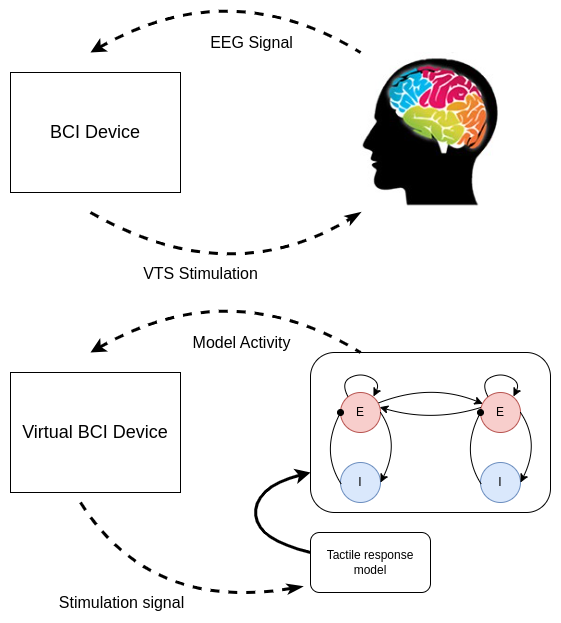 EEG Signal
BCI Device
VTS Stimulation
Model Activity
Virtual BCI Device
E
E
I
I
Tactile response
model
Stimulation signal